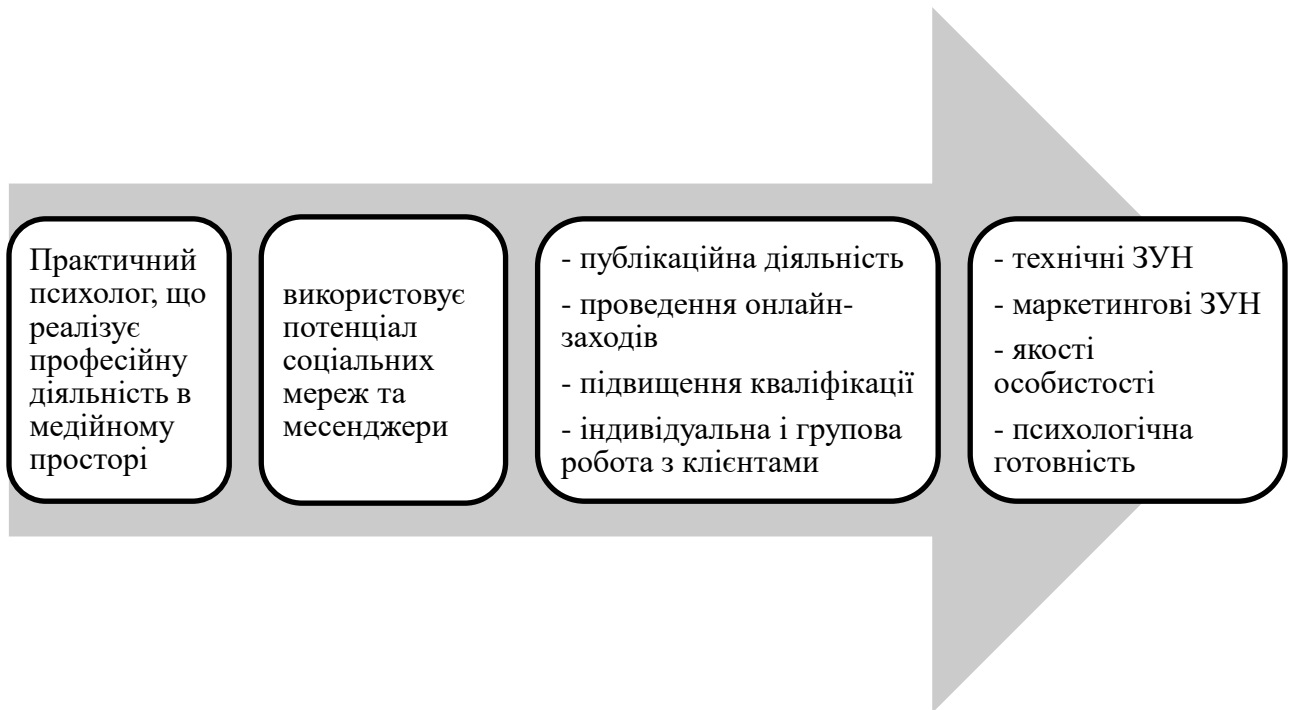 Практичний
психолог, що
реалізує
професійну
діяльність в
медійному
просторі
використовує
потенціал
соціальних
мереж та
месенджери
- публікаційна діяльність
- проведення онлайн-
заходів
- підвищення кваліфікації
- індивідуальна і групова
робота з клієнтами
- технічні ЗУН
- маркетингові ЗУН
- якості
особистості
- психологічна
готовність